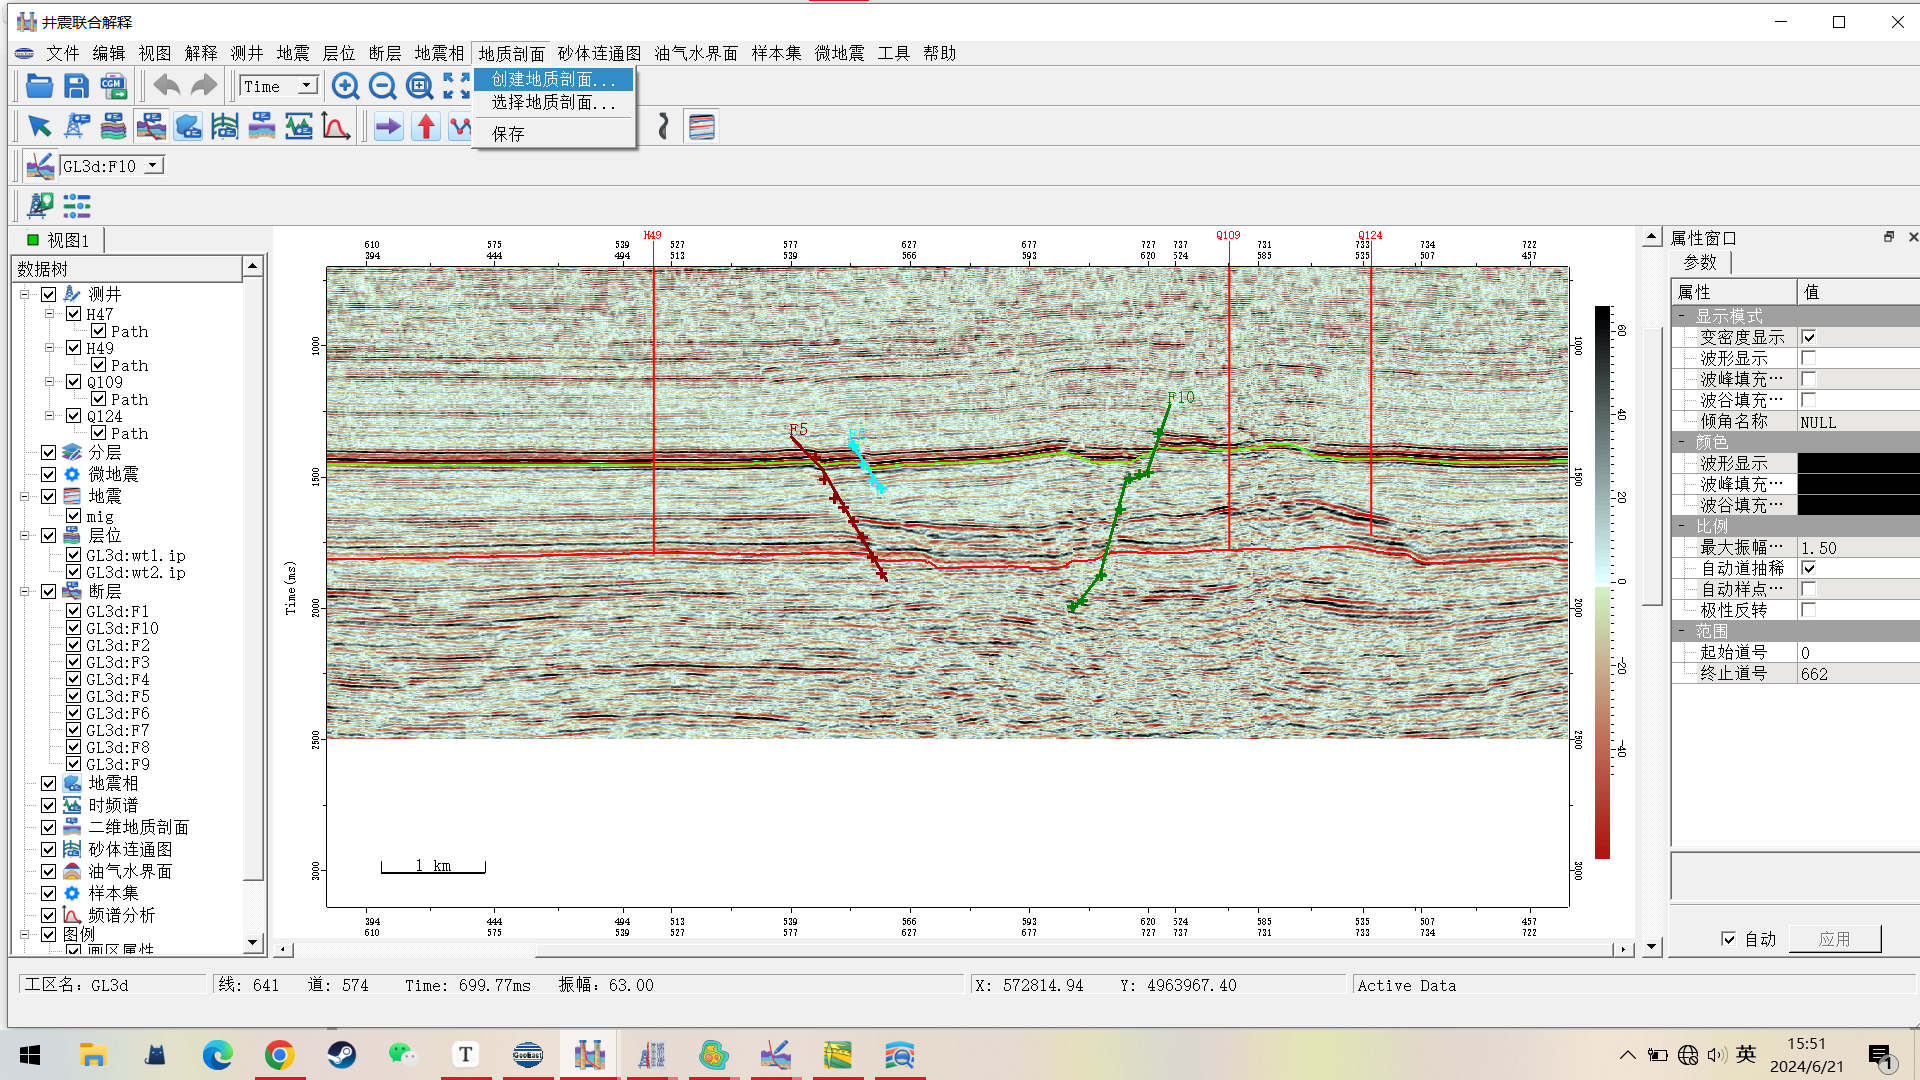 井震联合解释
文件 编辑 视图 解释 测井 地震 层位 断层 地震相 地质剖面 砂体连通图 油气水界面 样本集 微地震 工具 帮助
CGM
Time
创建地质剖面...
选择地质剖面...
保存
GL3d:F10
视图1
数据树
测井
H47
Path
H49
Path
Q109
Path
Q124
Path
分层
微地震
地震
mig
层位
GL3d:wt1.ip
GL3d:wt2.ip
断层
GL3d:F1
GL3d:F10
GL3d:F2
GL3d:F3
GL3d:F4
GL3d:F5
GL3d:F6
GL3d:F7
GL3d:F8
GL3d:F9
地震相
时频谱
二维地质剖面
砂体连通图
油气水界面
样本集
频谱分析
图例
画区属性
H49 Q109 Q124
610 575 539 527 577 627 677 727 737 731 733 734 722
394 444 494 513 539 566 593 620 524 585 535 507 457
F5
F10
Time(ms)
1000
1500
2000
2500
3000
1000
1500
2000
2500
3000
1 km
394 444 494 513 539 566 593 620 524 585 535 507 457
610 575 539 527 577 627 677 727 737 731 733 734 722
60
40
20
0
-20
-40
属性窗口
参数
属性 值
- 显示模式
变密度显示
波形显示
波峰填充…
波谷填充…
倾角名称 NULL
- 颜色
波形显示
波峰填充…
波谷填充…
- 比例
最大振幅… 1.50
自动道抽稀
自动样点…
极性反转
- 范围
起始道号 0
终止道号 662
自动 应用
工区名: GL3d 线: 641 道: 574 Time: 699.77ms 振幅: 63.00 X: 572814.94 Y: 4963967.40 Active Data
T
GeoEast
英
15:51
2024/6/21
1